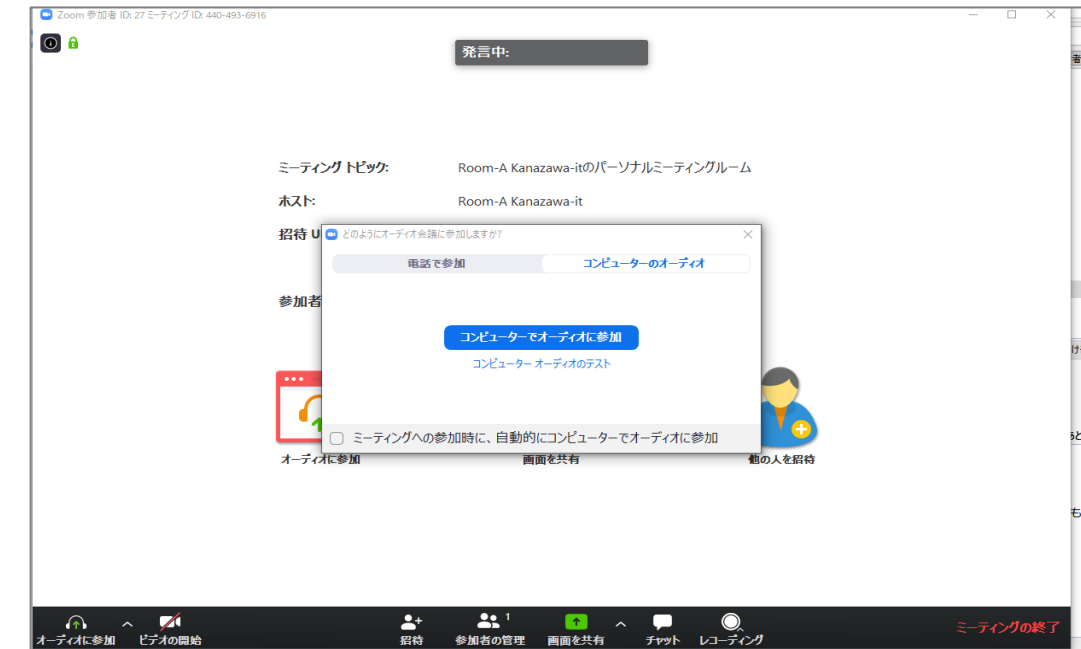 Zoom 参加者 ID: 27 ミーティング ID: 440-493-6916
発言中:
ミーティング トピック: Room-A Kanazawa-itのパーソナルミーティングルーム
ホスト: Room-A Kanazawa-it
招待 U
どのようにオーディオ会議に参加しますか?
電話で参加 コンピューターのオーディオ
参加者
コンピューターでオーディオに参加
コンピューター オーディオのテスト
ミーティングへの参加時に、自動的にコンピューターでオーディオに参加
オーディオに参加 画面を共有 他の人を招待
1
オーディオに参加 ビデオの開始 招待 参加者の管理 画面を共有 チャット レコーディング ミーティングの終了
者
け
も